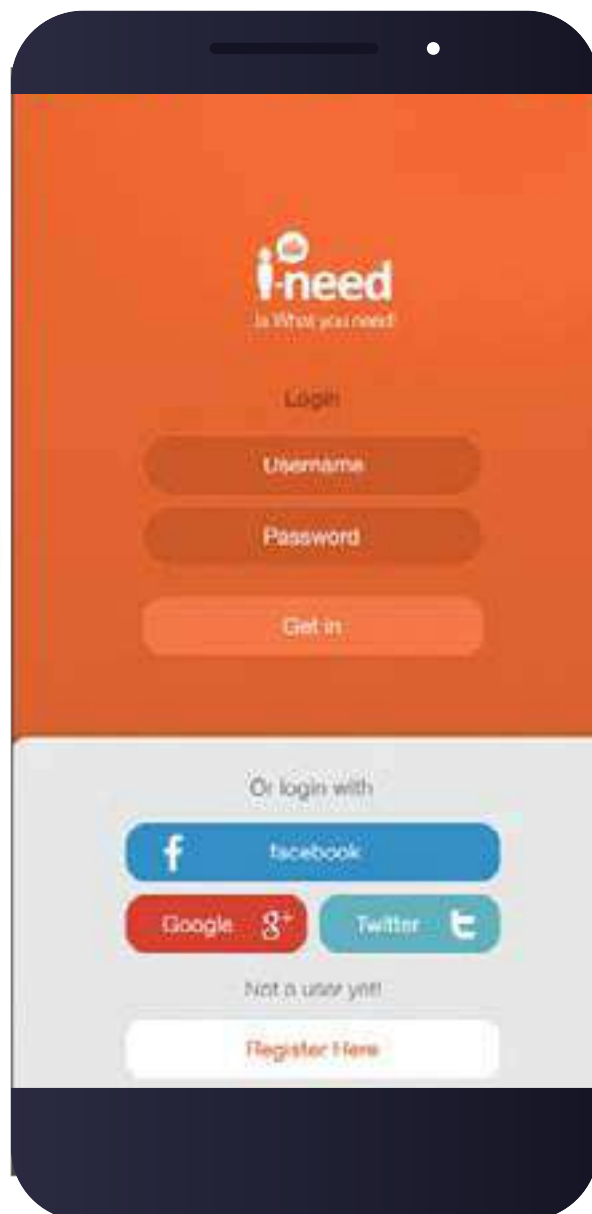 i-need
is What you need!
Login
Username
Password
Get in
Or login with
f facebook
Google g+
Twitter t
Not a user yet!
Register Here